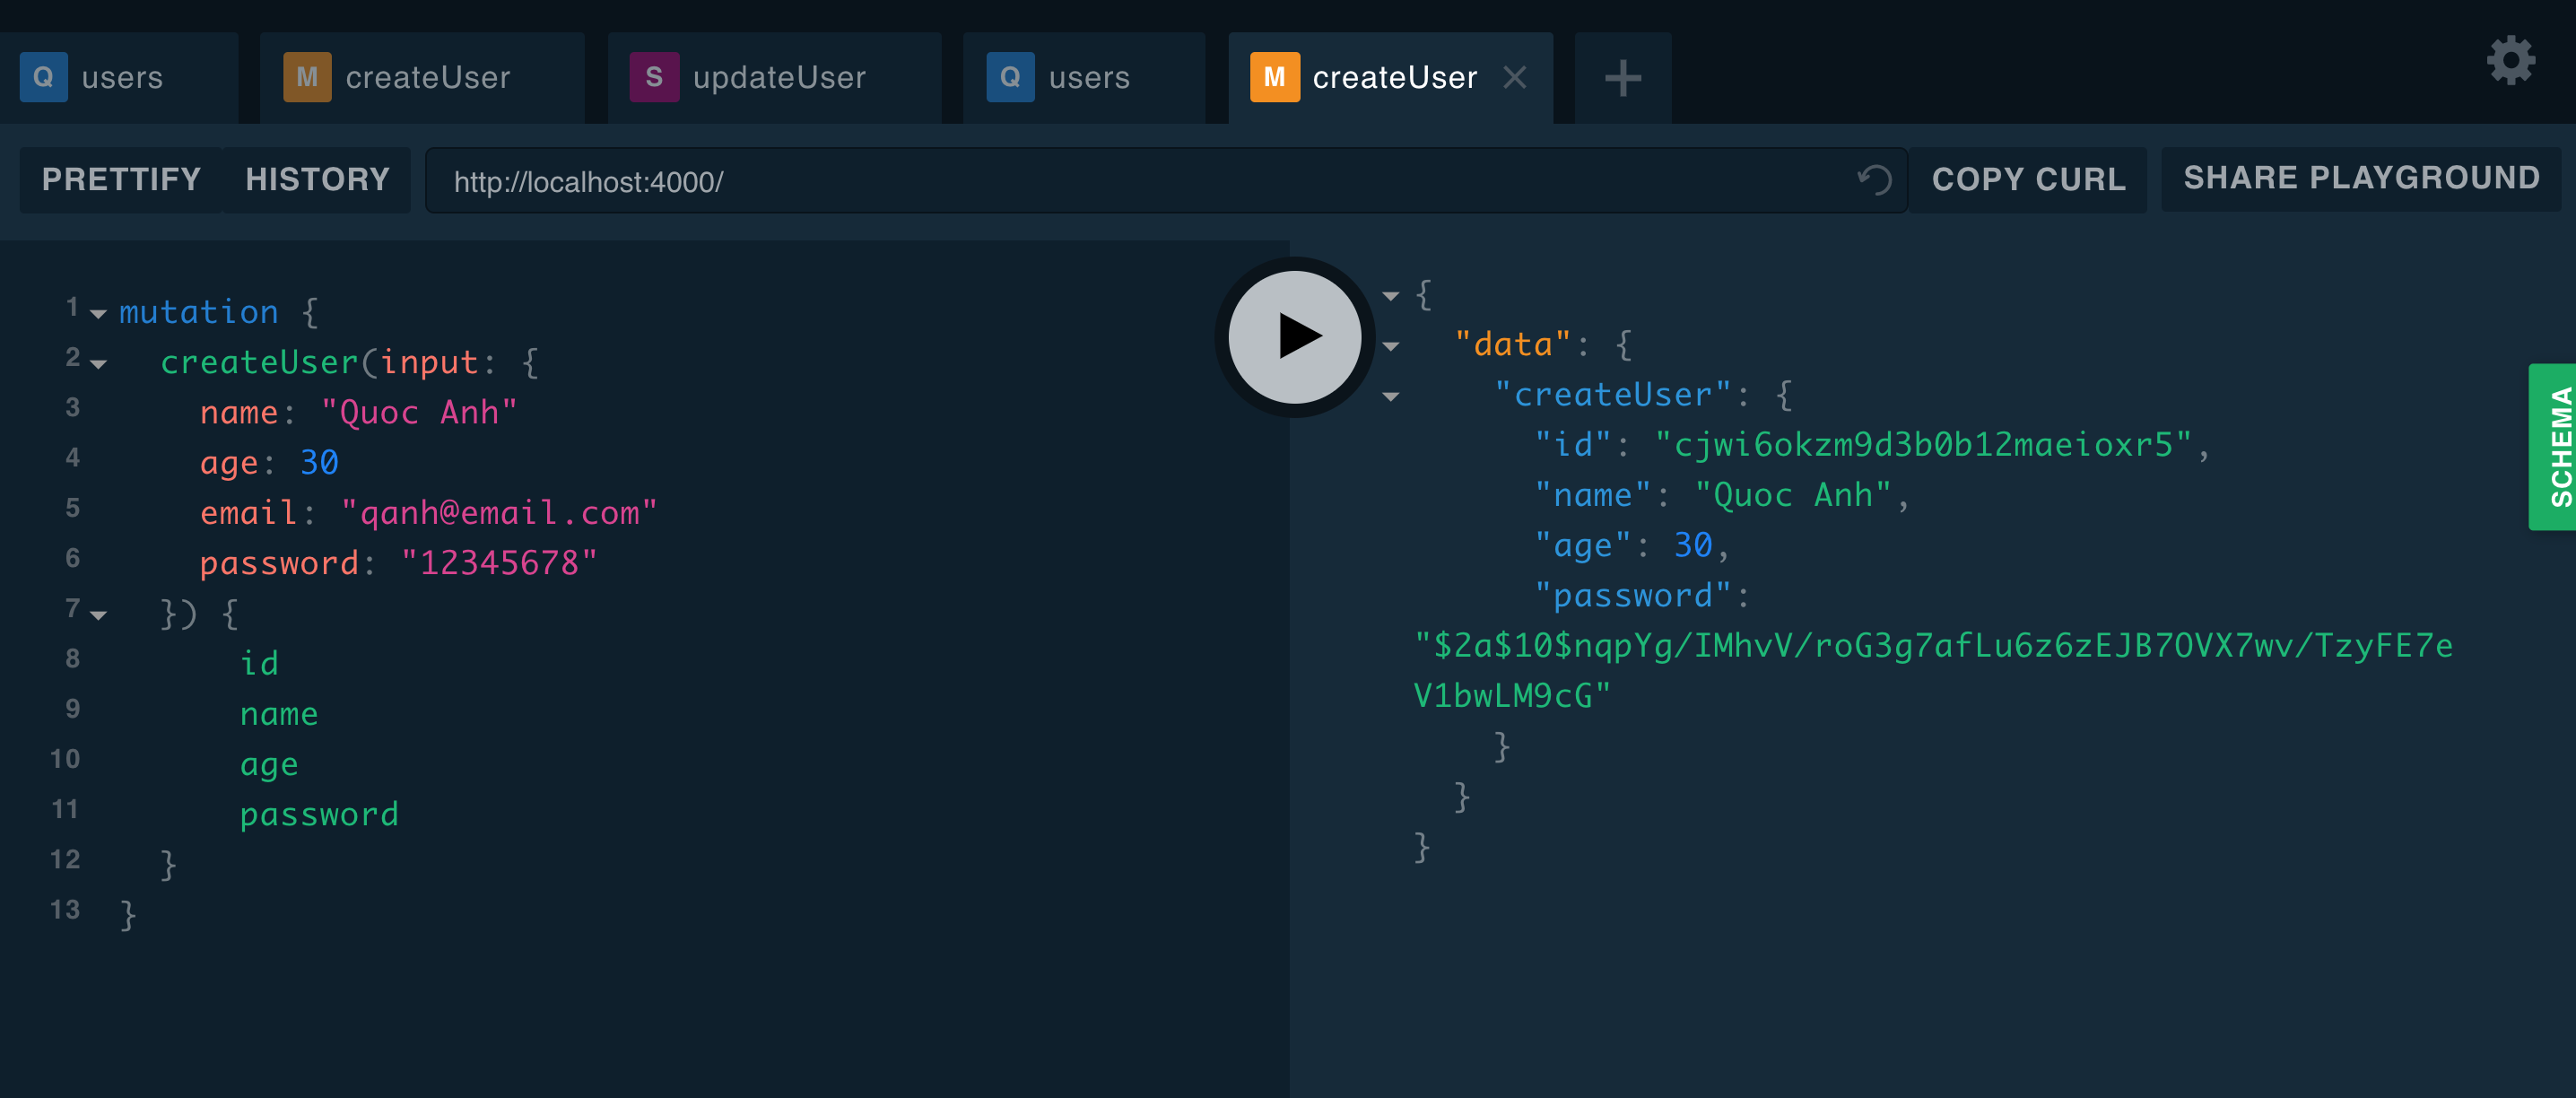 Q users M createUser S updateUser Q users M createUser
PRETTIFY HISTORY http://localhost:4000/ COPY CURL SHARE PLAYGROUND
1 mutation {
2 createUser(input: {
3 name: "Quoc Anh"
4 age: 30
5 email: "qanh@email.com"
6 password: "12345678"
7 }) {
8 id
9 name
10 age
11 password
12 }
13 }
{
"data": {
"createUser": {
"id": "cjwi6okzm9d3b0b12maeioxr5",
"name": "Quoc Anh",
"age": 30,
"password":
"$2a$10$nqpYg/IMhvV/roG3g7afLu6z6zEJB7OVX7wv/TzyFE7e
V1bwLM9cG"
}
}
}
SCHEMA